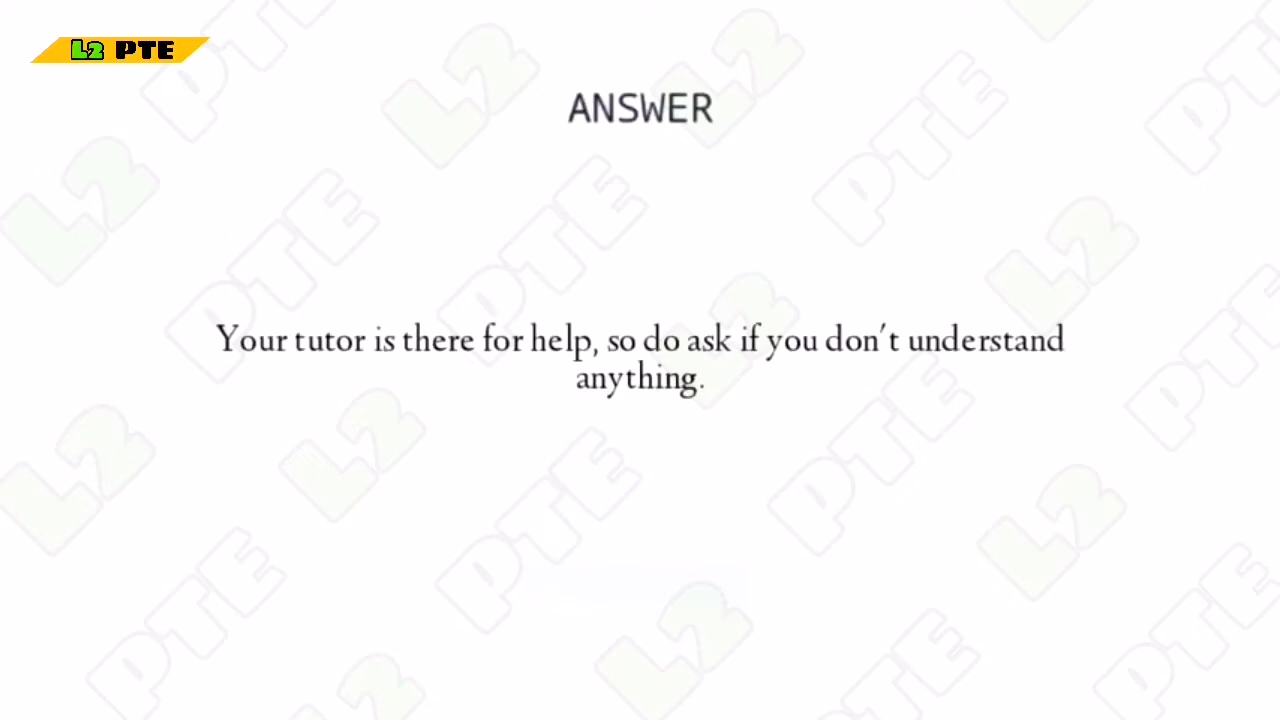 L2 PTE
ANSWER
Your tutor is there for help, so do ask if you don't understand
anything.